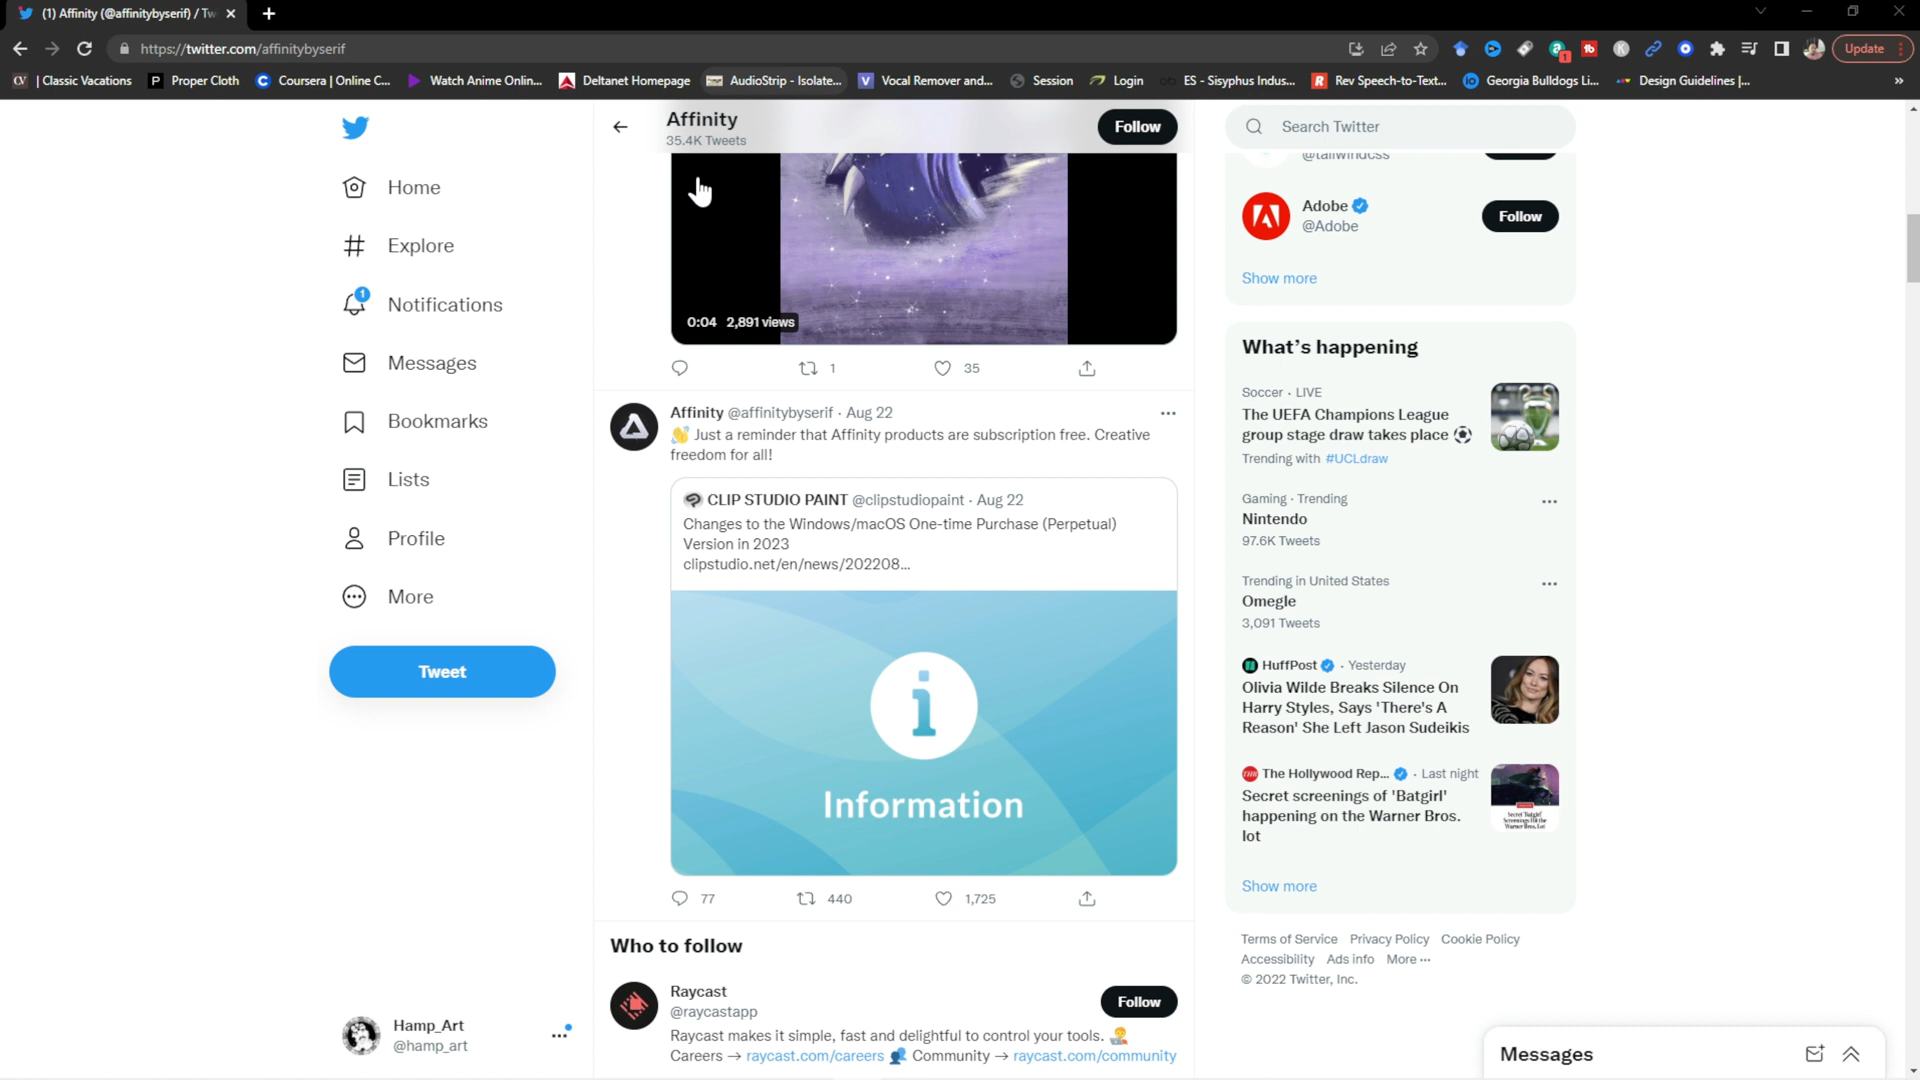 (1) Affinity (@affinitybyserif) / Tw
https://twitter.com/affinitybyserif
Update
| Classic Vacations
Proper Cloth
Coursera | Online C...
Watch Anime Onlin...
Deltanet Homepage
AudioStrip - Isolate...
Vocal Remover and...
Session
Login
ES - Sisyphus Indus...
Rev Speech-to-Text...
Georgia Bulldogs Li...
Design Guidelines |...
Home
Explore
1
Notifications
Messages
Bookmarks
Lists
Profile
More
Tweet
Hamp_Art
@hamp_art
Affinity
35.4K Tweets
Follow
0:04 2,891 views
1
35
Affinity @affinitybyserif · Aug 22
👋 Just a reminder that Affinity products are subscription free. Creative
freedom for all!
CLIP STUDIO PAINT @clipstudiopaint · Aug 22
Changes to the Windows/macOS One-time Purchase (Perpetual)
Version in 2023
clipstudio.net/en/news/202208...
Information
77
440
1,725
Who to follow
Raycast
@raycastapp
Follow
Raycast makes it simple, fast and delightful to control your tools.
Careers → raycast.com/careers 👥 Community → raycast.com/community
Search Twitter
@tailwindcss
Adobe
@Adobe
Follow
Show more
What's happening
Soccer · LIVE
The UEFA Champions League
group stage draw takes place ⚽
Trending with #UCLdraw
Gaming · Trending
Nintendo
97.6K Tweets
Trending in United States
Omegle
3,091 Tweets
HuffPost · Yesterday
Olivia Wilde Breaks Silence On
Harry Styles, Says 'There's A
Reason' She Left Jason Sudeikis
The Hollywood Rep... · Last night
Secret screenings of 'Batgirl'
happening on the Warner Bros.
lot
Show more
Terms of Service Privacy Policy Cookie Policy
Accessibility Ads info More ···
© 2022 Twitter, Inc.
Messages